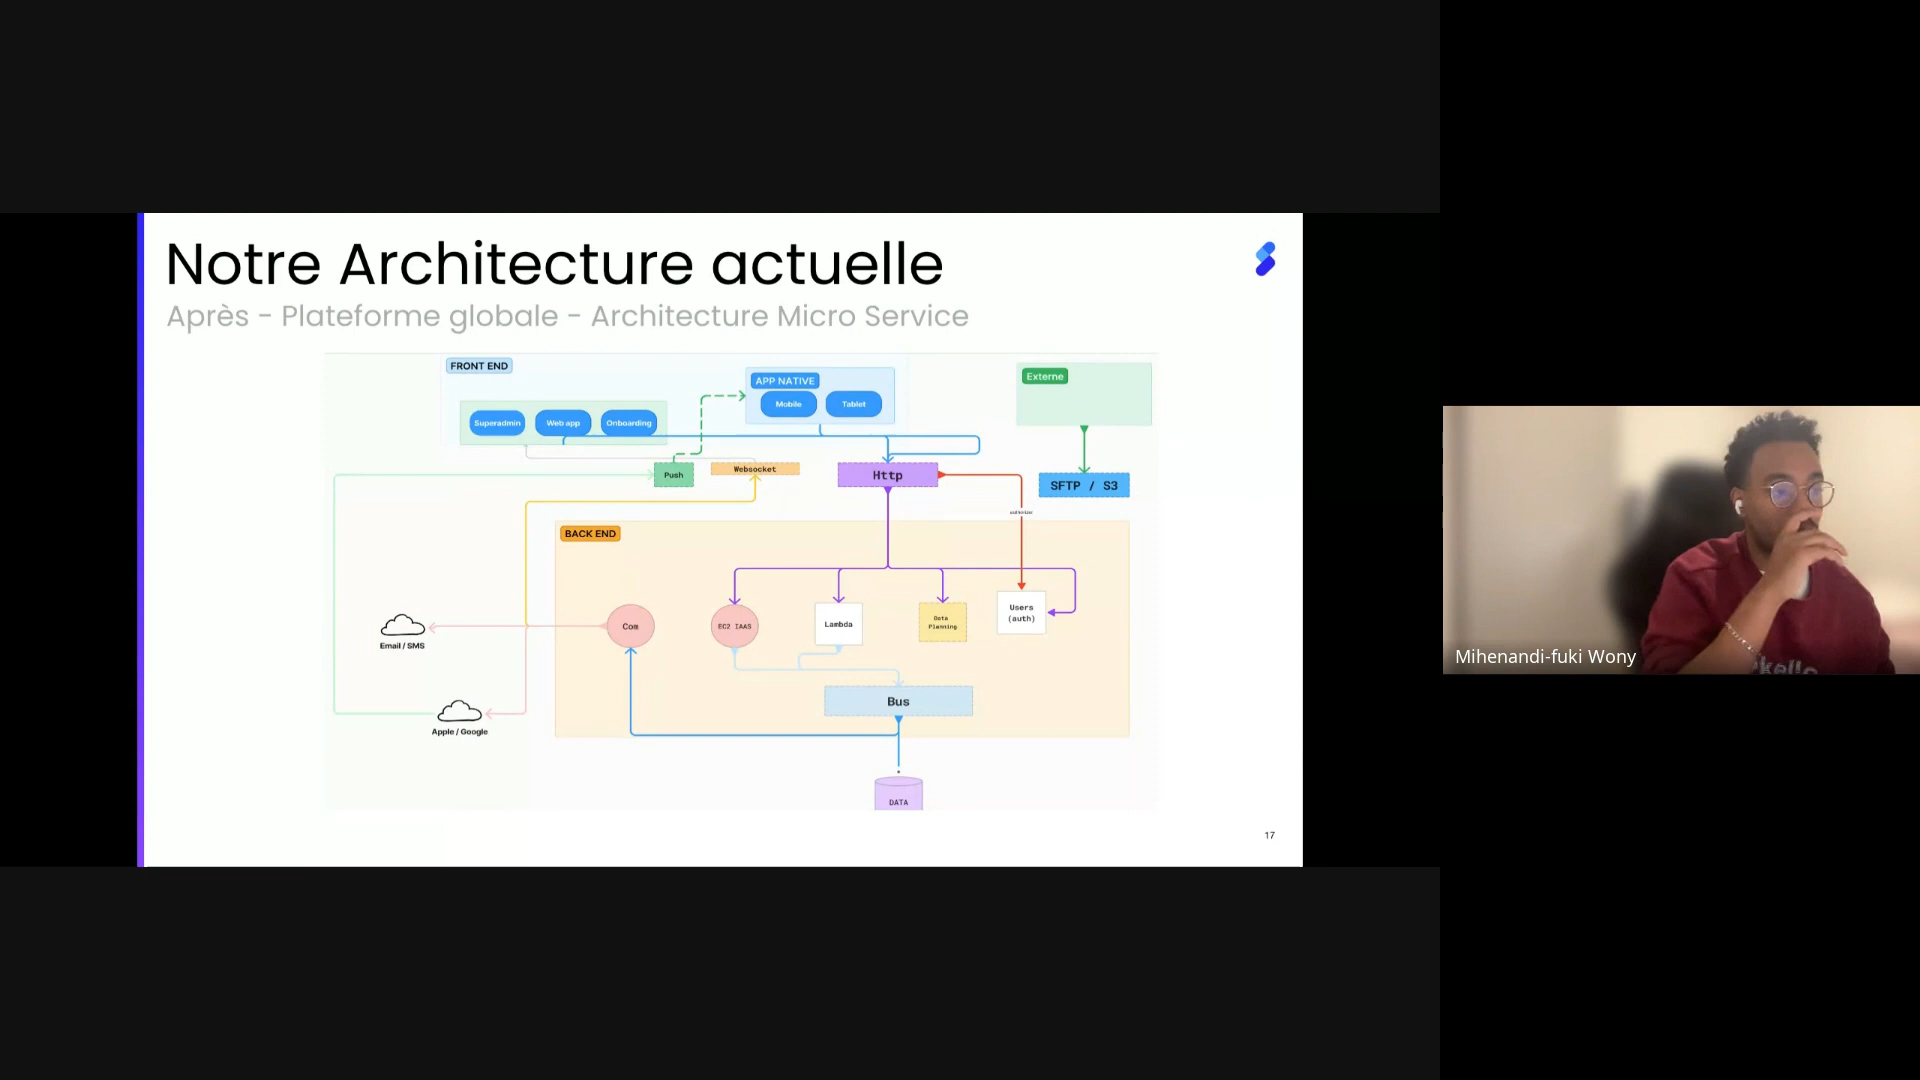 Notre Architecture actuelle
Après - Plateforme globale - Architecture Micro Service
FRONT END
APP NATIVE
Externe
Mobile
Tablet
Superadmin
Web app
Onboarding
Push
Websocket
Http
SFTP / S3
BACK END
Com
EC2 IAAS
Lambda
Data
Planning
Users
(auth)
Email / SMS
Bus
Apple / Google
DATA
17
Mihenandi-fuki Wony